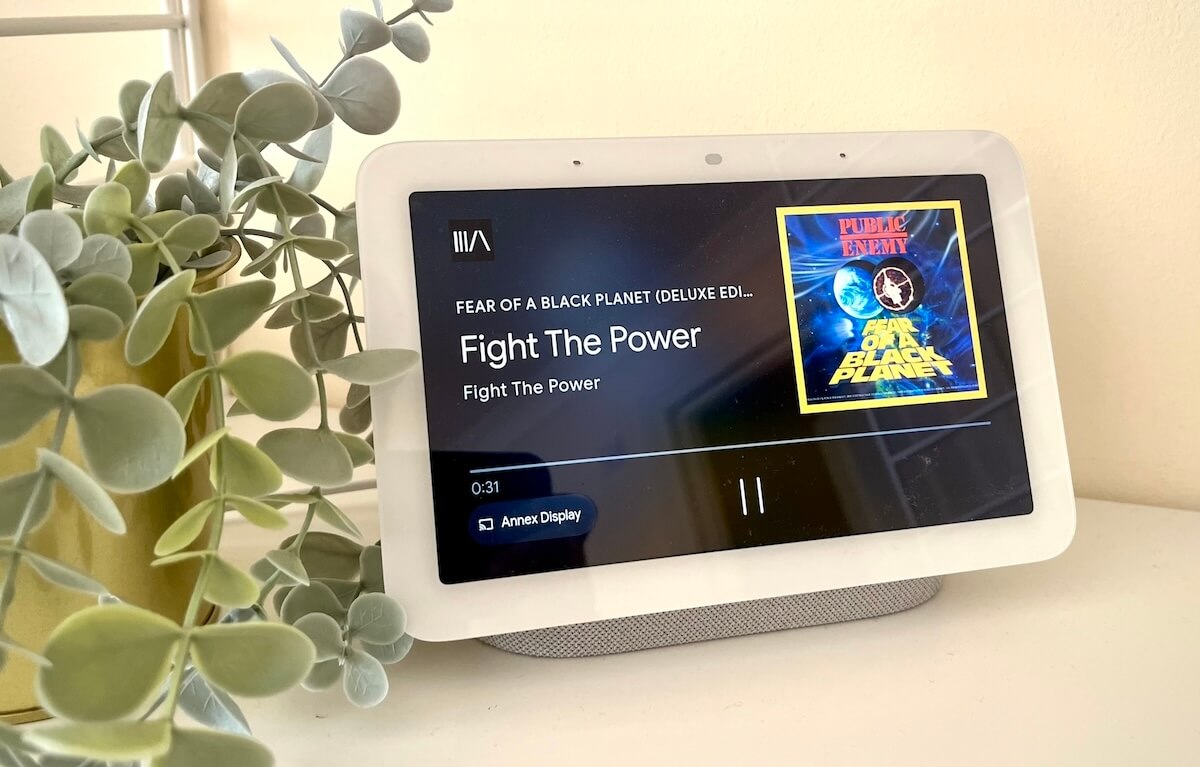 FEAR OF A BLACK PLANET (DELUXE EDI...
Fight The Power
Fight The Power
0:31
Annex Display
PUBLIC
ENEMY
FEAR
OF A
BLACK
PLANET